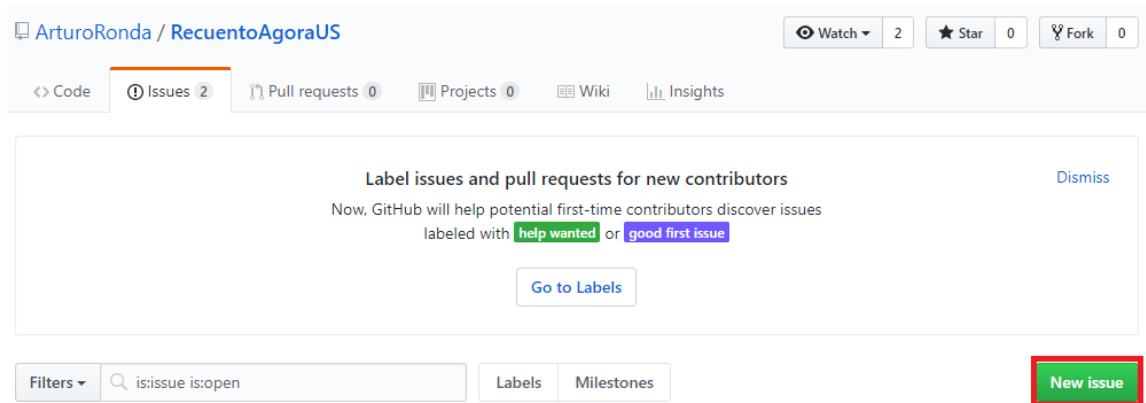 ArturoRonda / RecuentoAgoraUS
Watch 2 Star 0 Fork 0
Code Issues 2 Pull requests 0 Projects 0 Wiki Insights
Label issues and pull requests for new contributors
Dismiss
Now, GitHub will help potential first-time contributors discover issues
labeled with help wanted or good first issue
Go to Labels
Filters is:issue is:open Labels Milestones New issue